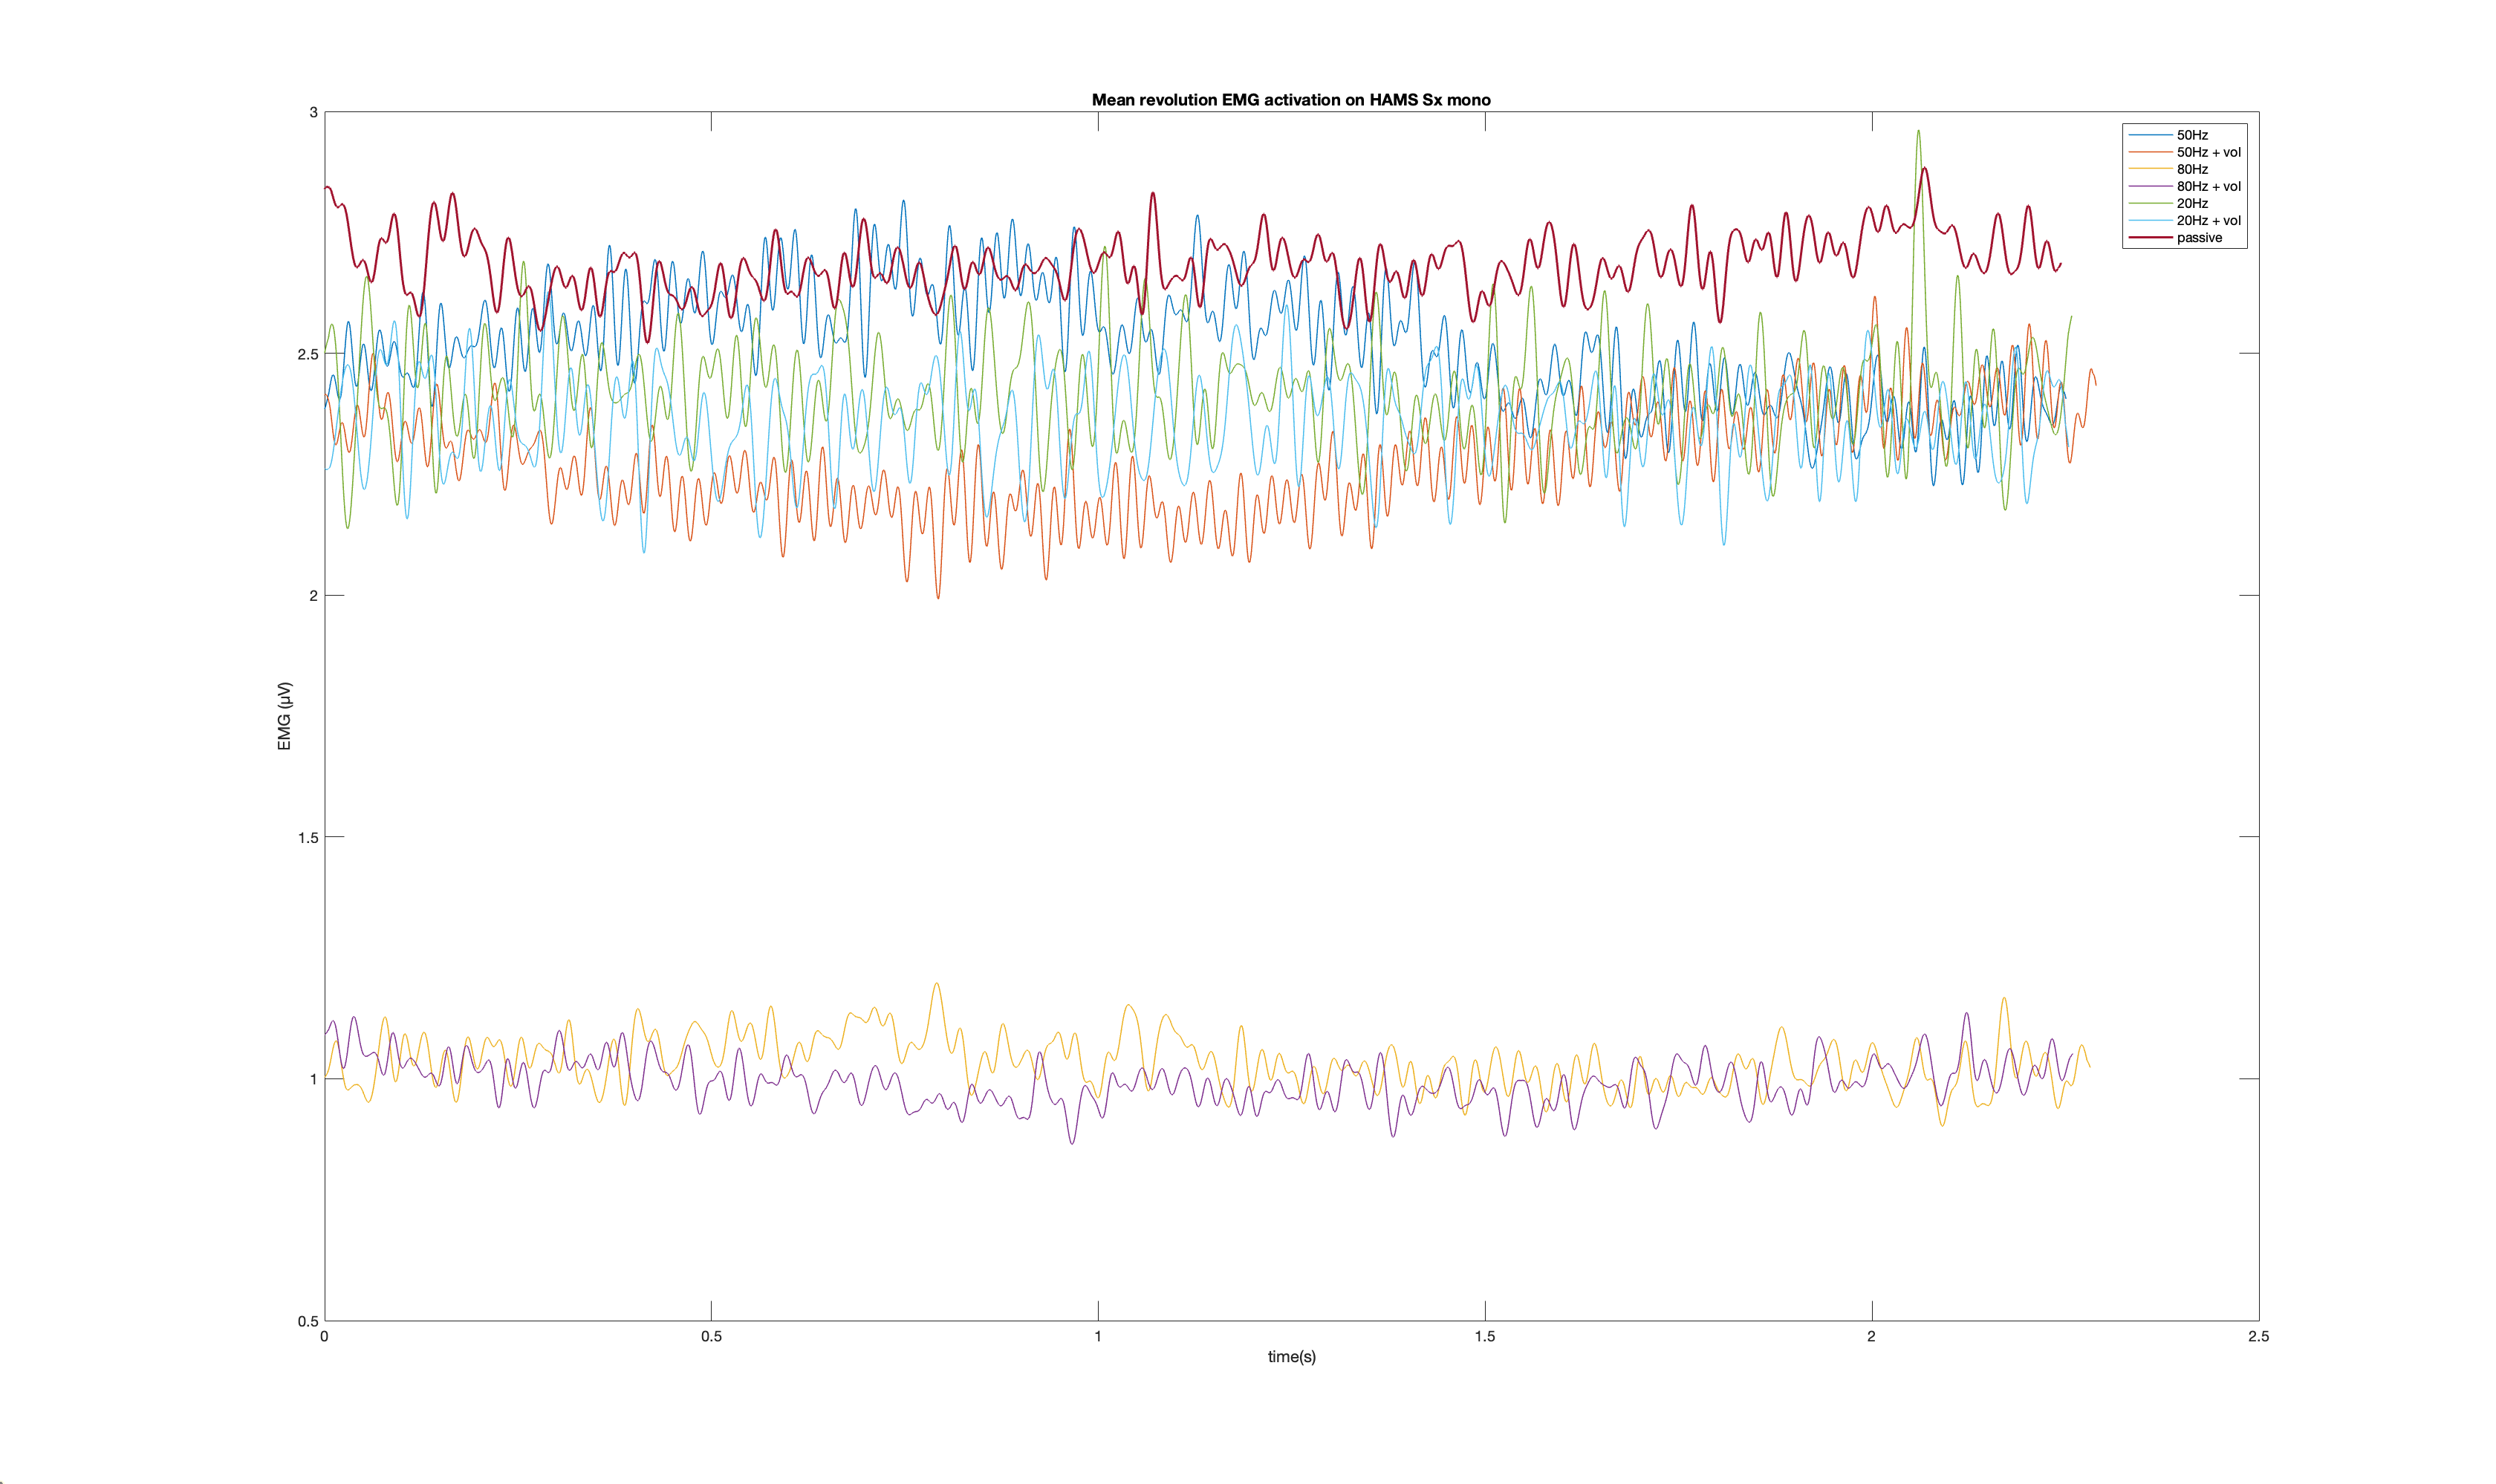 Mean revolution EMG activation on HAMS Sx mono
3
2.5
2
1.5
1
0.5
EMG (µV)
0
0.5
1
1.5
2
2.5
time(s)
50Hz
50Hz + vol
80Hz
80Hz + vol
20Hz
20Hz + vol
passive